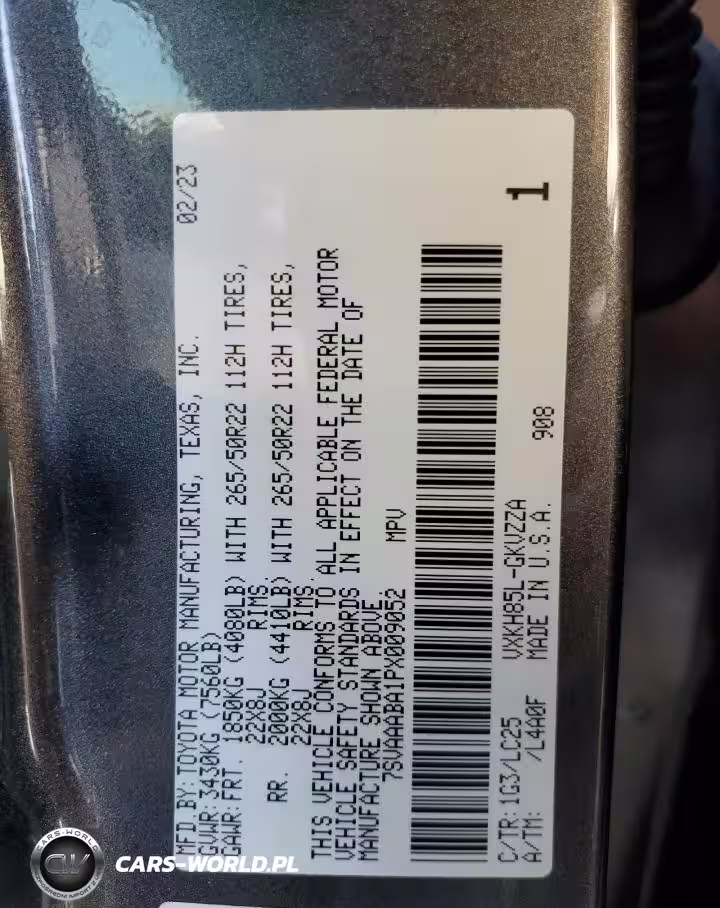 MFD.BY: TOYOTA MOTOR MANUFACTURING, TEXAS, INC. 02/23
GVWR: 3430KG (7560LB)
GAWR: FRT. 1850KG (4080LB) WITH 265/50R22 112H TIRES,
22X8J RIMS
RR. 2000KG (4410LB) WITH 265/50R22 112H TIRES,
22X8J RIMS.
THIS VEHICLE CONFORMS TO ALL APPLICABLE FEDERAL MOTOR
VEHICLE SAFETY STANDARDS IN EFFECT ON THE DATE OF
MANUFACTURE SHOWN ABOVE.
7SVAAABA1PX009052 MPV
C/TR: 1G3/LC25 VXKH85L-GKVZZA
A/TM: /L4A0F MADE IN U.S.A. 908
1
CARS-WORLD
CW
CARS-WORLD.PL